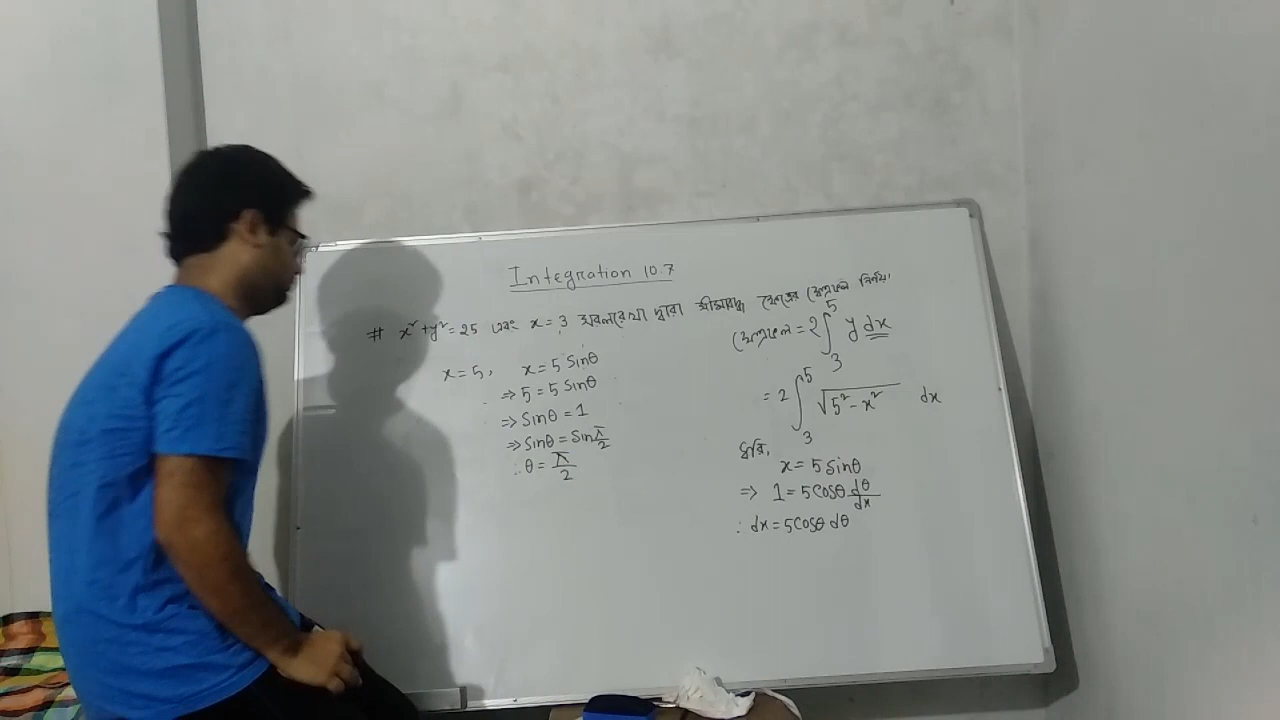 Integration 10.7
# x²+y²=25 এবং x=3 সরলরেখা দ্বারা সীমাবদ্ধ ক্ষেত্রের ক্ষেত্রফল নির্ণয়।
x=5, x=5 sinθ
⇒ 5=5 sinθ
⇒ sinθ = 1
⇒ sinθ = sin π/2
∴ θ = π/2
ক্ষেত্রফল = 2∫₃⁵ y dx
= 2∫₃⁵ √(5²-x²) dx
ধরি,
x = 5 sinθ
⇒ 1 = 5cosθ dθ/dx
∴ dx = 5cosθ dθ